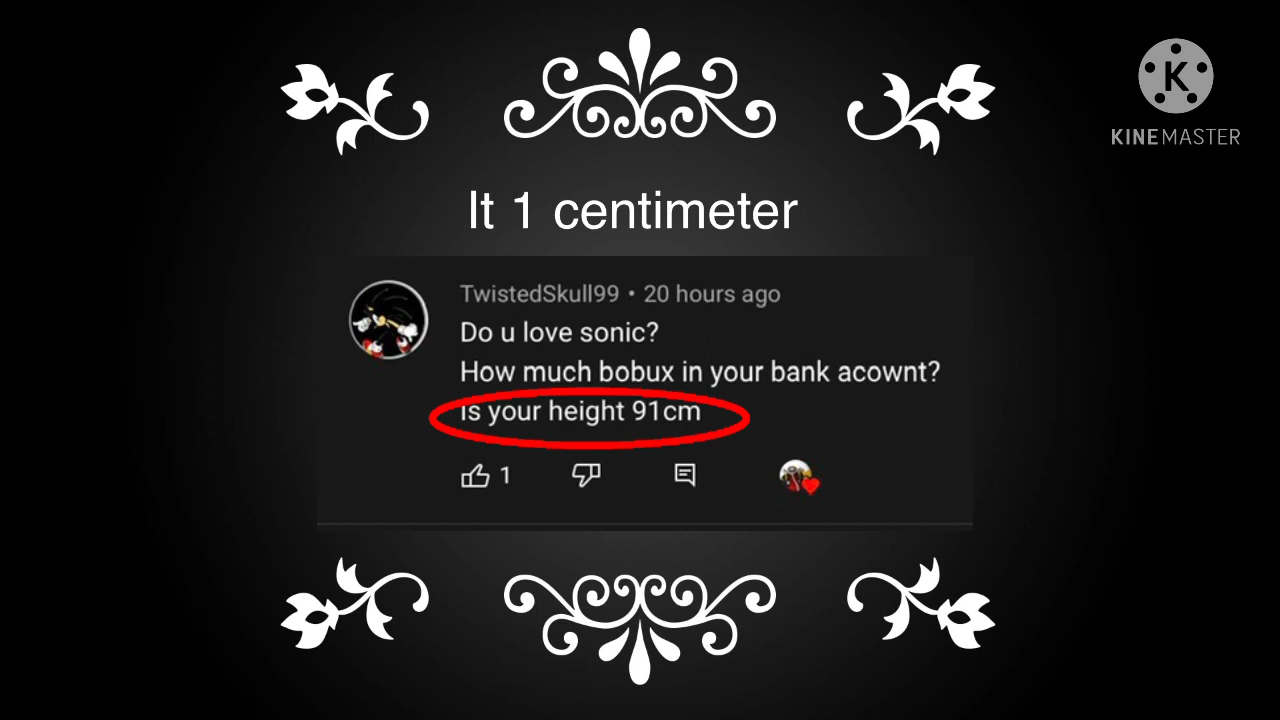 K
KINEMASTER
It 1 centimeter
TwistedSkull99 • 20 hours ago
Do u love sonic?
How much bobux in your bank acownt?
Is your height 91cm
1